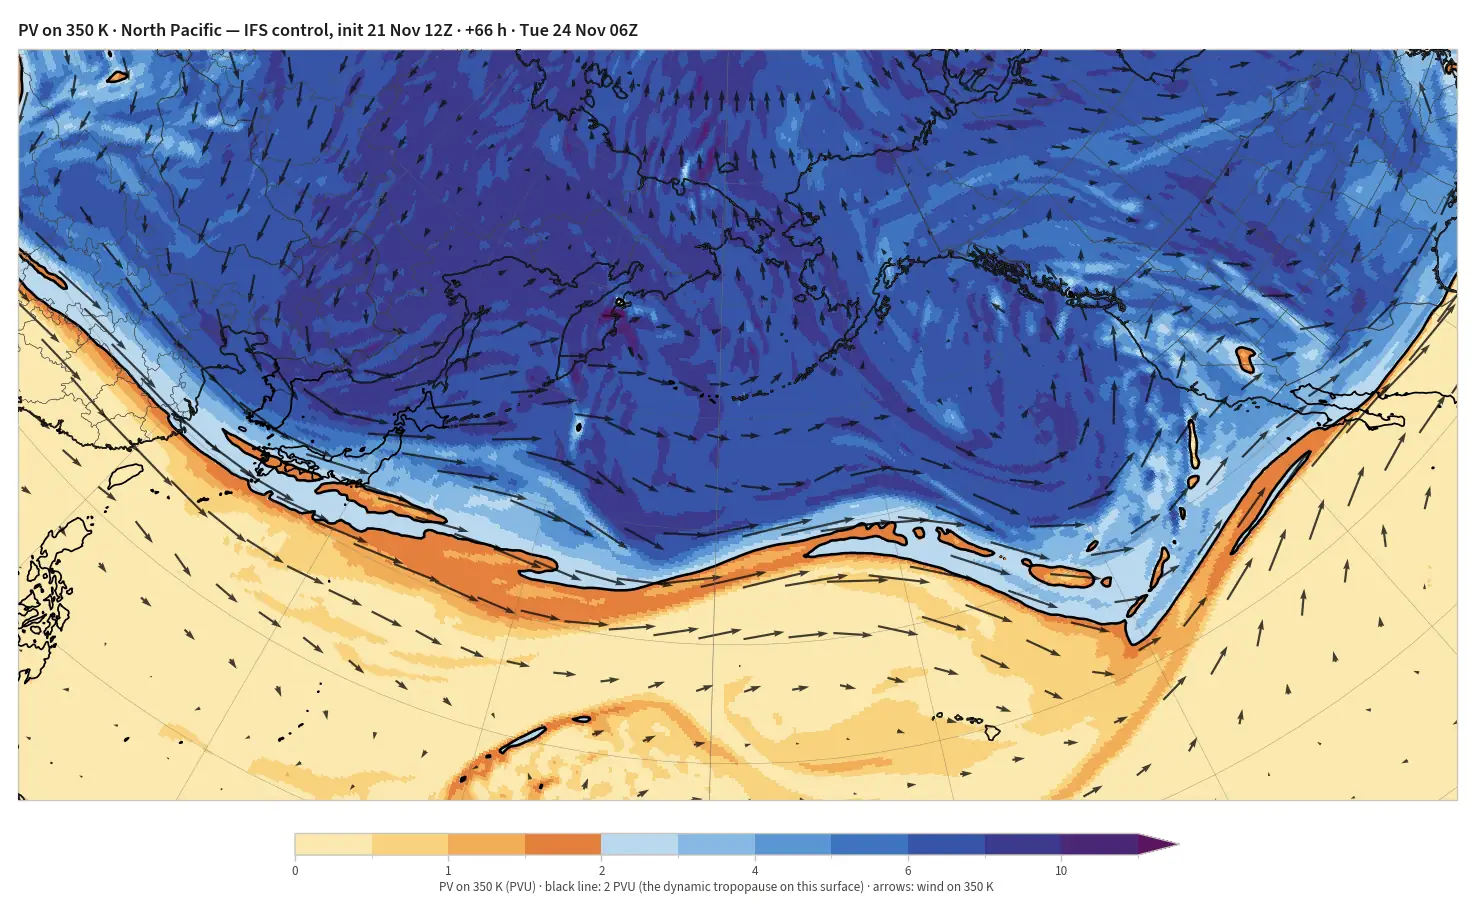 PV on 350 K · North Pacific — IFS control, init 21 Nov 12Z · +66 h · Tue 24 Nov 06Z
0 1 2 4 6 10
PV on 350 K (PVU) · black line: 2 PVU (the dynamic tropopause on this surface) · arrows: wind on 350 K